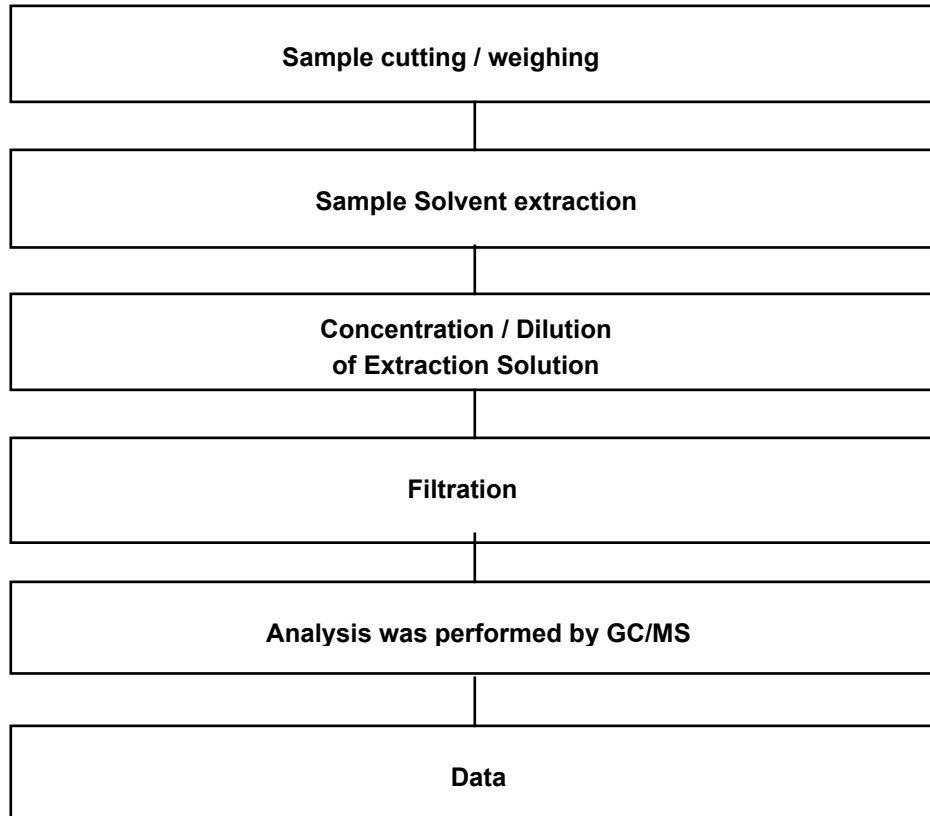 Sample cutting / weighing
Sample Solvent extraction
Concentration / Dilution
of Extraction Solution
Filtration
Analysis was performed by GC/MS
Data